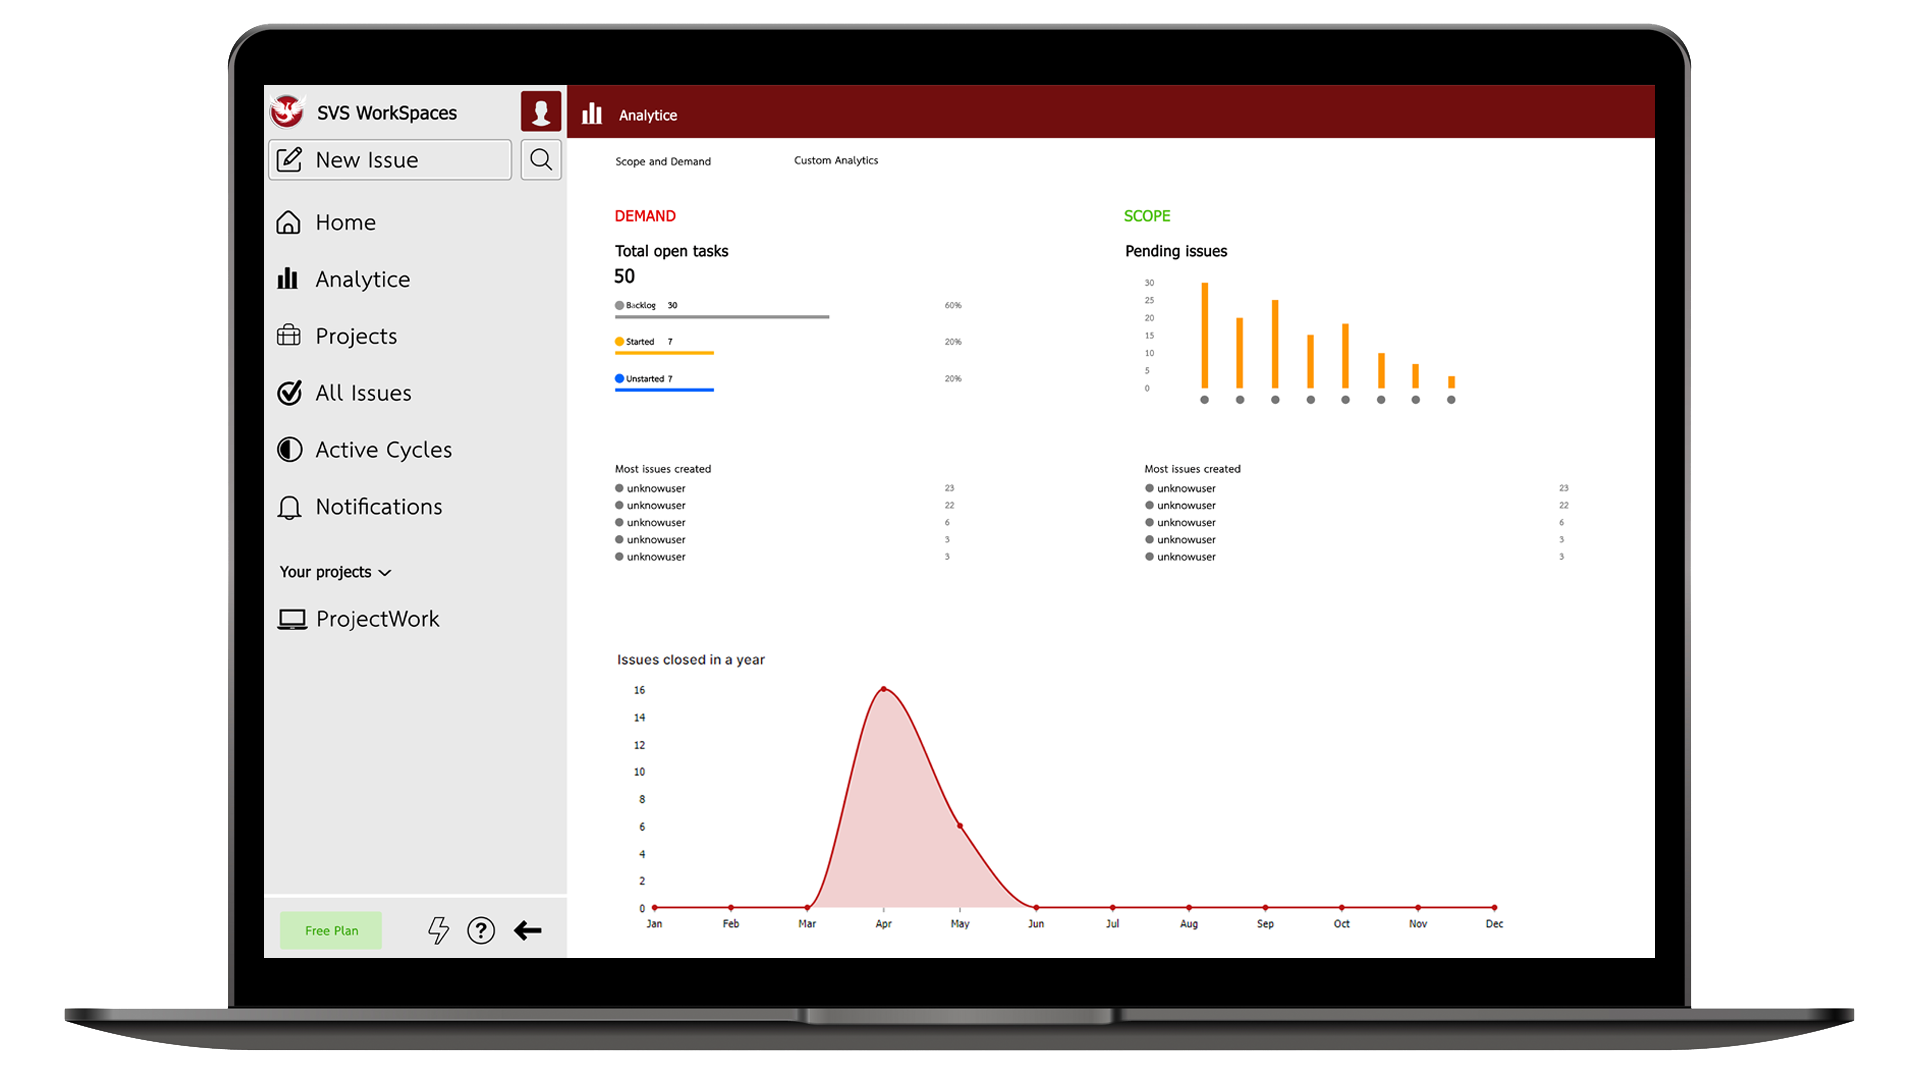 SVS WorkSpaces
New Issue
Home
Analytice
Projects
All Issues
Active Cycles
Notifications
Your projects
ProjectWork
Free Plan
?
Analytice
Scope and Demand
Custom Analytics
DEMAND
Total open tasks
50
Backlog 30 60%
Started 7 20%
Unstarted 7 20%
SCOPE
Pending issues
30
25
20
15
10
5
0
Most issues created
unknowuser 23
unknowuser 22
unknowuser 6
unknowuser 3
unknowuser 3
Most issues created
unknowuser 23
unknowuser 22
unknowuser 6
unknowuser 3
unknowuser 3
Issues closed in a year
16
14
12
10
8
6
4
2
0
Jan Feb Mar Apr May Jun Jul Aug Sep Oct Nov Dec